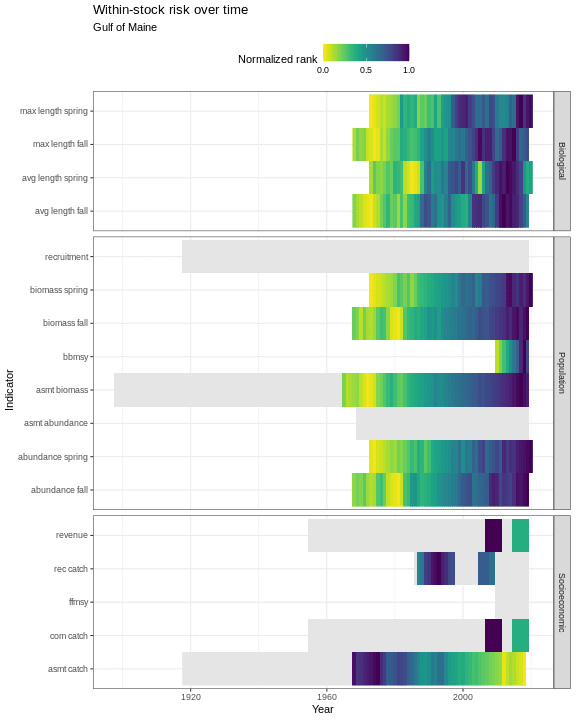 Within-stock risk over time
Gulf of Maine
Normalized rank
0.0 0.5 1.0
max length spring
max length fall
avg length spring
avg length fall
Biological
recruitment
biomass spring
biomass fall
bbmsy
asmt biomass
asmt abundance
abundance spring
abundance fall
Population
revenue
rec catch
ffmsy
com catch
asmt catch
Socioeconomic
Indicator
1920 1960 2000
Year